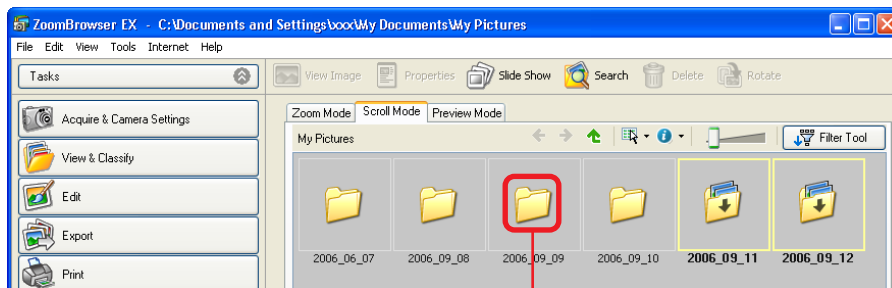 ZoomBrowser EX - C:\Documents and Settings\xxx\My Documents\My Pictures
File Edit View Tools Internet Help
Tasks
View Image Properties Slide Show Search Delete Rotate
Acquire & Camera Settings
View & Classify
Edit
Export
Print
Zoom Mode Scroll Mode Preview Mode
My Pictures
Filter Tool
2006_06_07 2006_09_08 2006_09_09 2006_09_10 2006_09_11 2006_09_12